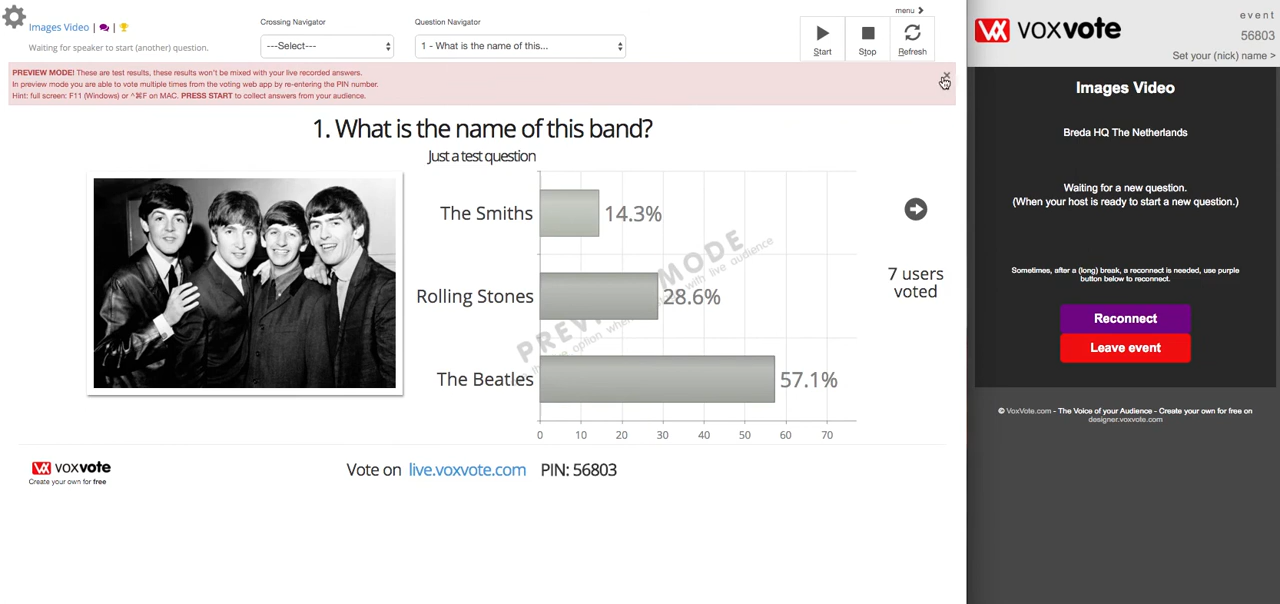 Images Video | |
Waiting for speaker to start (another) question.
Crossing Navigator
---Select---
Question Navigator
1 - What is the name of this...
menu
Start
Stop
Refresh
PREVIEW MODE! These are test results, these results won't be mixed with your live recorded answers.
In preview mode you are able to vote multiple times from the voting web app by re-entering the PIN number.
Hint: full screen: F11 (Windows) or ^⌘F on MAC. PRESS START to collect answers from your audience.
1. What is the name of this band?
Just a test question
The Smiths
14.3%
Rolling Stones
28.6%
The Beatles
57.1%
MODE
with live audience
option
0 10 20 30 40 50 60 70
7 users
voted
voxvote
Create your own for free
Vote on live.voxvote.com PIN: 56803
voxvote
event
56803
Set your (nick) name >
Images Video
Breda HQ The Netherlands
Waiting for a new question.
(When your host is ready to start a new question.)
Sometimes, after a (long) break, a reconnect is needed, use purple
button below to reconnect.
Reconnect
Leave event
© VoxVote.com - The Voice of your Audience - Create your own for free on
designer.voxvote.com